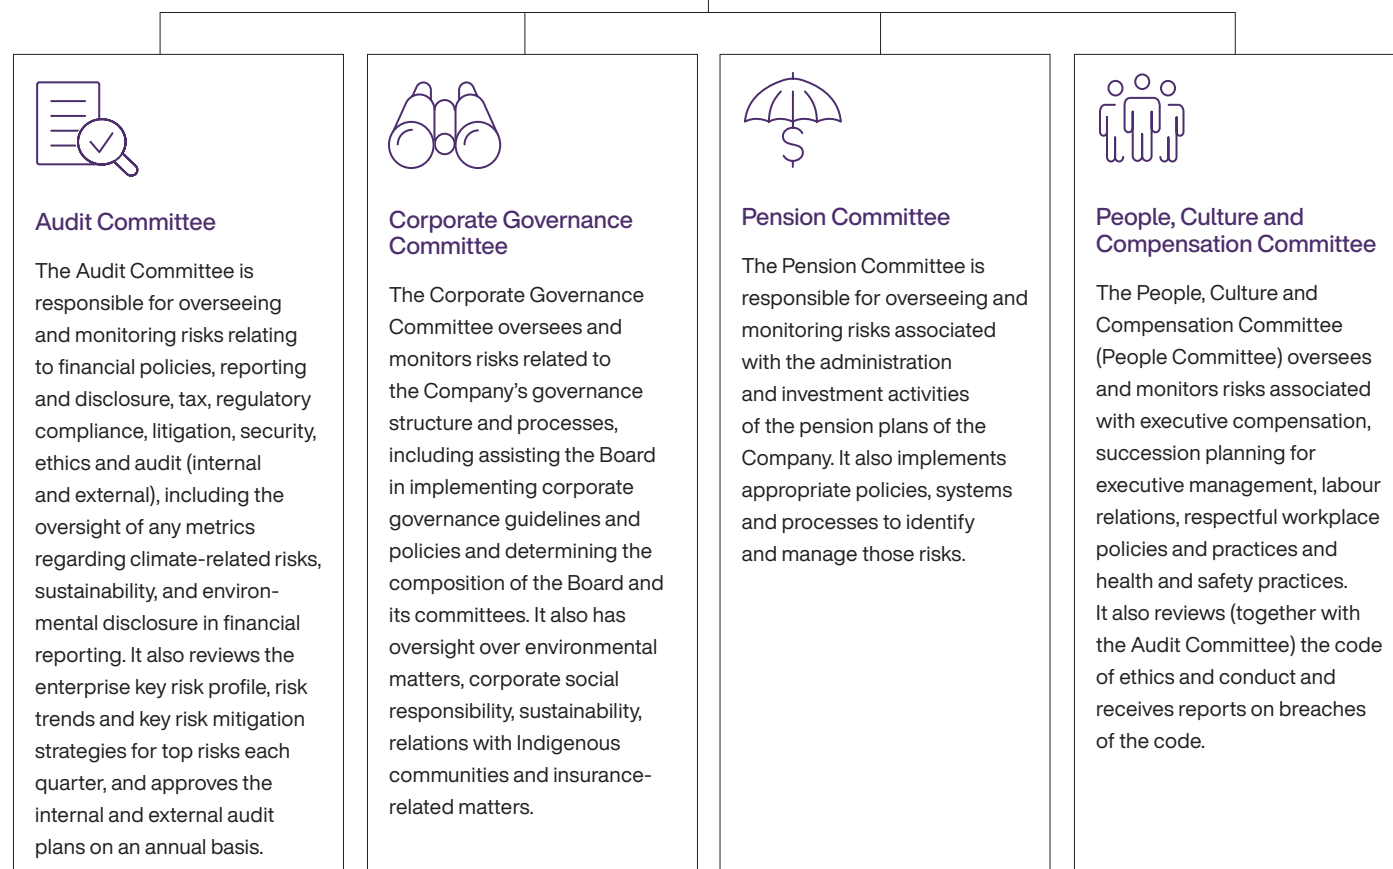 Audit Committee
The Audit Committee is
responsible for overseeing
and monitoring risks relating
to financial policies, reporting
and disclosure, tax, regulatory
compliance, litigation, security,
ethics and audit (internal
and external), including the
oversight of any metrics
regarding climate-related risks,
sustainability, and environ-
mental disclosure in financial
reporting. It also reviews the
enterprise key risk profile, risk
trends and key risk mitigation
strategies for top risks each
quarter, and approves the
internal and external audit
plans on an annual basis.
Corporate Governance
Committee
The Corporate Governance
Committee oversees and
monitors risks related to
the Company's governance
structure and processes,
including assisting the Board
in implementing corporate
governance guidelines and
policies and determining the
composition of the Board and
its committees. It also has
oversight over environmental
matters, corporate social
responsibility, sustainability,
relations with Indigenous
communities and insurance-
related matters.
$
Pension Committee
The Pension Committee is
responsible for overseeing and
monitoring risks associated
with the administration
and investment activities
of the pension plans of the
Company. It also implements
appropriate policies, systems
and processes to identify
and manage those risks.
People, Culture and
Compensation Committee
The People, Culture and
Compensation Committee
(People Committee) oversees
and monitors risks associated
with executive compensation,
succession planning for
executive management, labour
relations, respectful workplace
policies and practices and
health and safety practices.
It also reviews (together with
the Audit Committee) the code
of ethics and conduct and
receives reports on breaches
of the code.